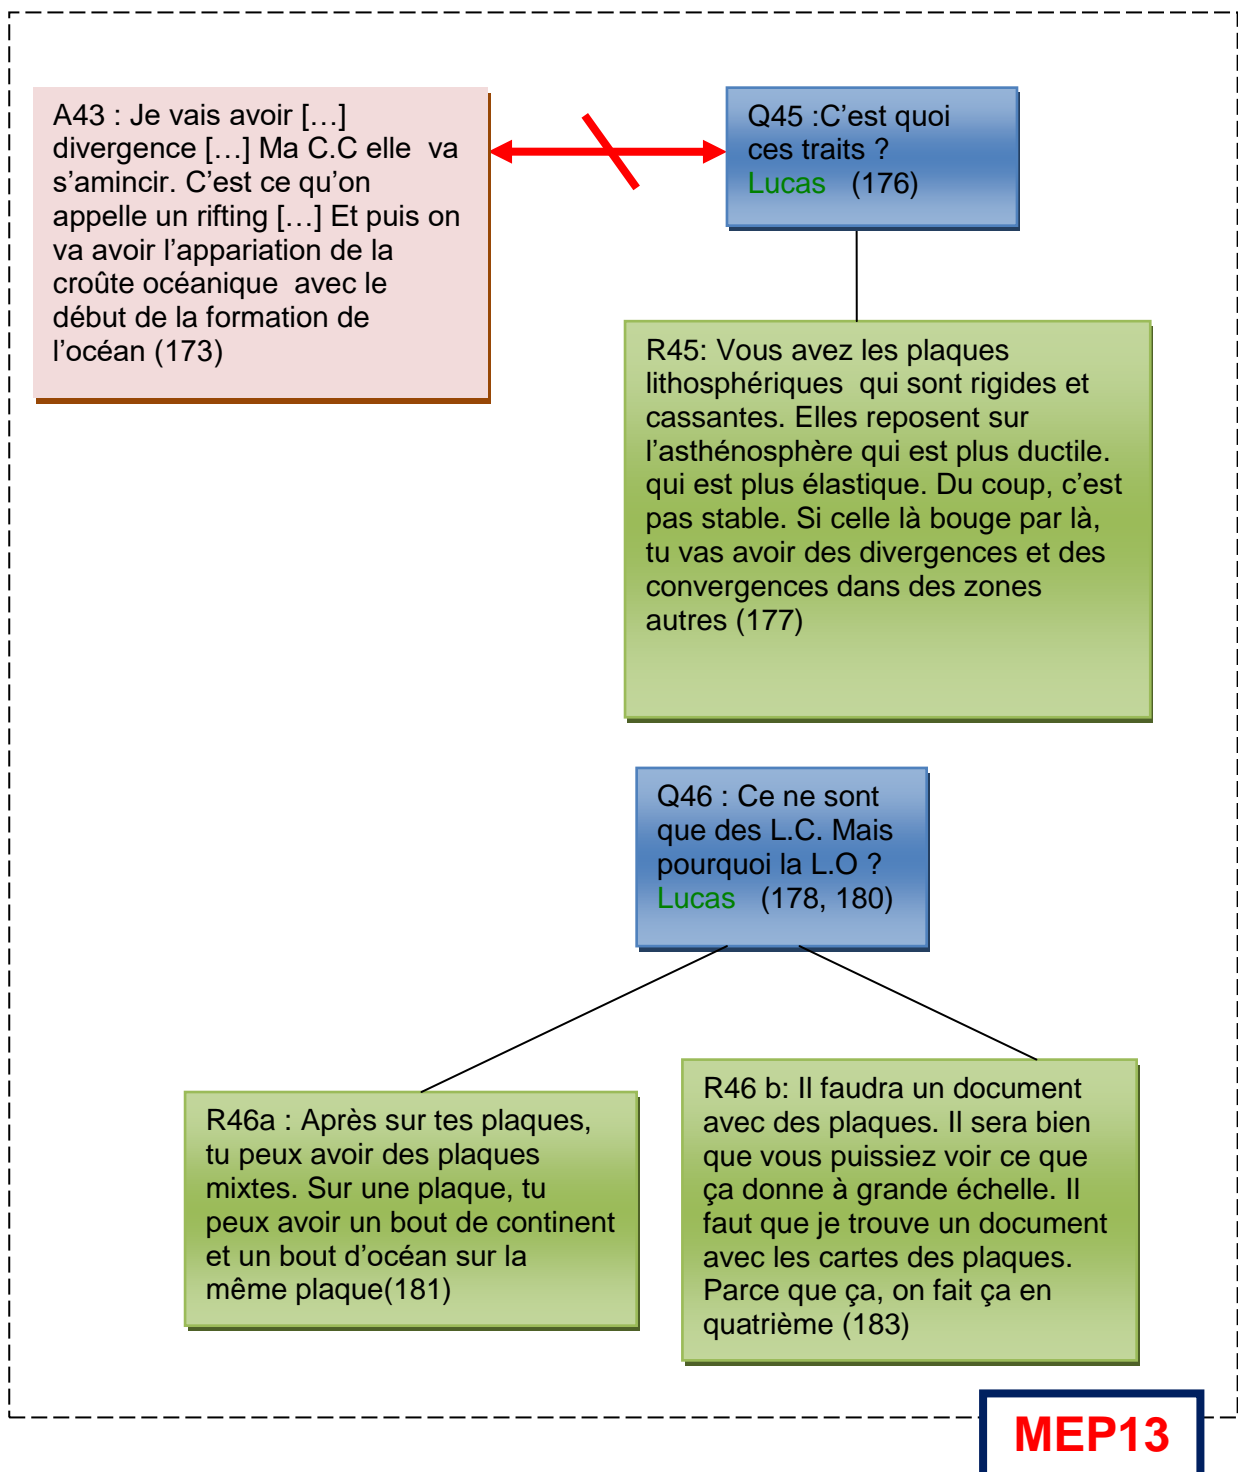 A43 : Je vais avoir […]
divergence […] Ma C.C elle  va
s’amincir. C’est ce qu’on
appelle un rifting […] Et puis on
va avoir l’appariation de la
croûte océanique  avec le
début de la formation de
l’océan (173)
Q45 :C’est quoi
ces traits ?
Lucas   (176)
R45: Vous avez les plaques
lithosphériques  qui sont rigides et
cassantes. Elles reposent sur
l’asthénosphère qui est plus ductile.
qui est plus élastique. Du coup, c’est
pas stable. Si celle là bouge par là,
tu vas avoir des divergences et des
convergences dans des zones
autres (177)
Q46 : Ce ne sont
que des L.C. Mais
pourquoi la L.O ?
Lucas   (178, 180)
R46a : Après sur tes plaques,
tu peux avoir des plaques
mixtes. Sur une plaque, tu
peux avoir un bout de continent
et un bout d’océan sur la
même plaque(181)
R46 b: Il faudra un document
avec des plaques. Il sera bien
que vous puissiez voir ce que
ça donne à grande échelle. Il
faut que je trouve un document
avec les cartes des plaques.
Parce que ça, on fait ça en
quatrième (183)
MEP13